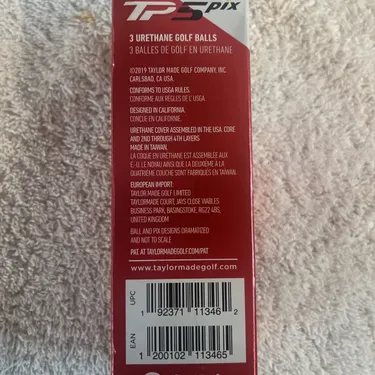 TP5 PIX
3 URETHANE GOLF BALLS
3 BALLES DE GOLF EN URETHANE
©2019 TAYLOR MADE GOLF COMPANY, INC.
CARLSBAD, CA USA.
CONFORMS TO USGA RULES.
CONFORME AUX RÈGLES DE L'USGA.
DESIGNED IN CALIFORNIA.
CONÇUE EN CALIFORNIE.
URETHANE COVER ASSEMBLED IN THE USA. CORE
AND 2ND THROUGH 4TH LAYERS
MADE IN TAIWAN.
LA COQUE EN URETHANE EST ASSEMBLÉE AUX
É.-U. LE NOYAU AINSI QUE LA DEUXIÈME À LA
QUATRIÈME COUCHE SONT FABRIQUÉS EN TAÏWAN.
EUROPEAN IMPORT:
TAYLOR MADE GOLF LIMITED
TAYLORMADE COURT, JAYS CLOSE VIABLES
BUSINESS PARK, BASINGSTOKE, RG22 4BS,
UNITED KINGDOM
BALL AND PIX DESIGNS DRAMATIZED
AND NOT TO SCALE
PAT. AT TAYLORMADEGOLF.COM/PAT
www.taylormadegolf.com
UPC
1 92371 11346 2
EAN
1 200102 113465